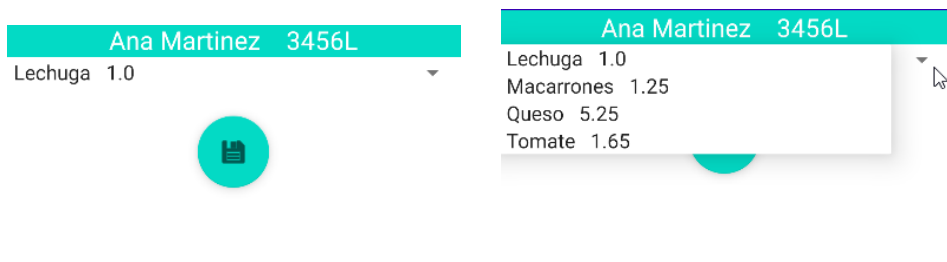 Ana Martinez 3456L
Lechuga 1.0
Ana Martinez 3456L
Lechuga 1.0
Macarrones 1.25
Queso 5.25
Tomate 1.65